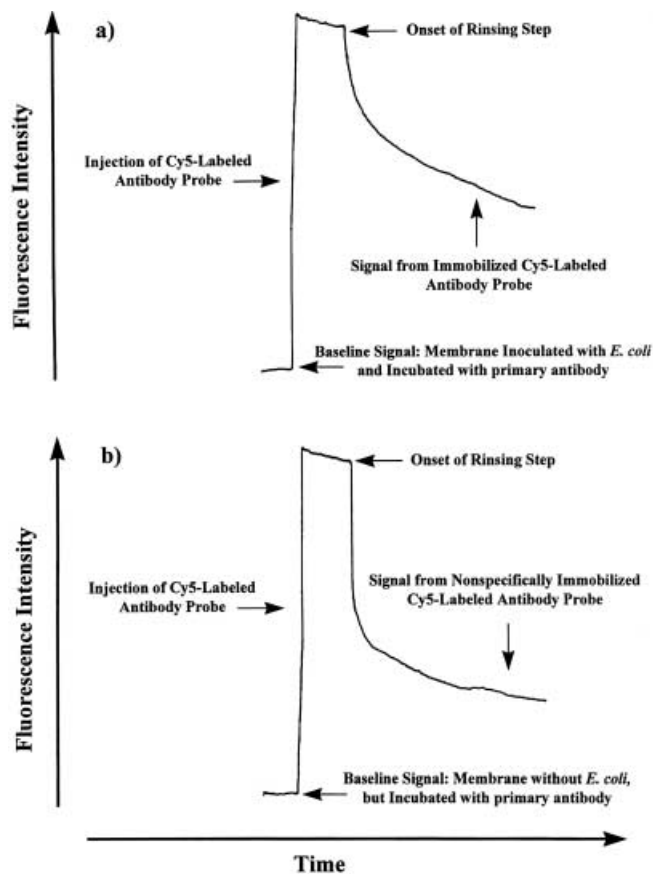 a)
Onset of Rinsing Step
Fluorescence Intensity
Injection of Cy5-Labeled
Antibody Probe
Signal from Immobilized Cy5-Labeled
Antibody Probe
Baseline Signal: Membrane Inoculated with E. coli
and Incubated with primary antibody
b)
Onset of Rinsing Step
Fluorescence Intensity
Injection of Cy5-Labeled
Antibody Probe
Signal from Nonspecifically Immobilized
Cy5-Labeled Antibody Probe
Baseline Signal: Membrane without E. coli,
but Incubated with primary antibody
Time